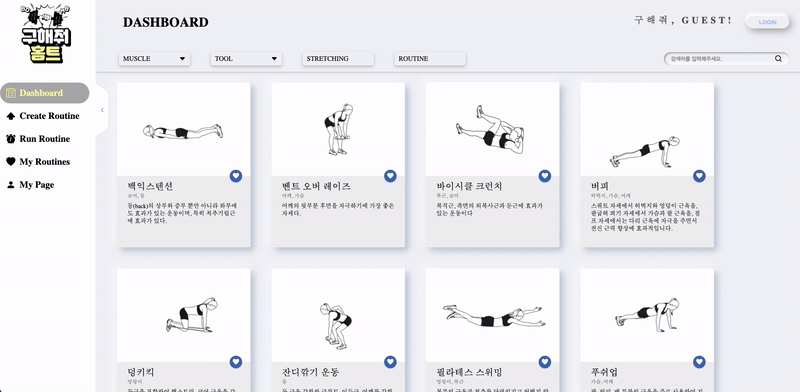 구해줘!
홈트
DASHBOARD
구해줘, GUEST!
LOGIN
MUSCLE
TOOL
STRETCHING
ROUTINE
검색어를 입력해주세요.
Dashboard
Create Routine
Run Routine
My Routines
My Page
백익스텐션
코어, 등
등(back)의 상부와 중부 뿐만 아니라 하부에
도 효과가 있는 운동이며, 특히 척추기립근
에 효과가 있다.
벤트 오버 레이즈
어깨, 가슴
어깨의 뒷부분 후면을 자극하기에 가장 좋은
자세다.
바이시클 크런치
복근, 코어
복직근, 측면의 외복사근과 둔근에 효과가
있는 운동이다
버피
허벅지, 가슴, 어깨
스쿼트 자세에서 허벅지와 엉덩이 근육을,
팔굽혀 펴기 자세에서 가슴과 팔 근육을, 점
프 자세에서는 다리 근육에 자극을 주면서
전신 근력 향상에 효과적입니다.
덩키킥
엉덩이
잔디깎기 운동
등
필라테스 스위밍
엉덩이, 복근
푸쉬업
가슴, 어깨